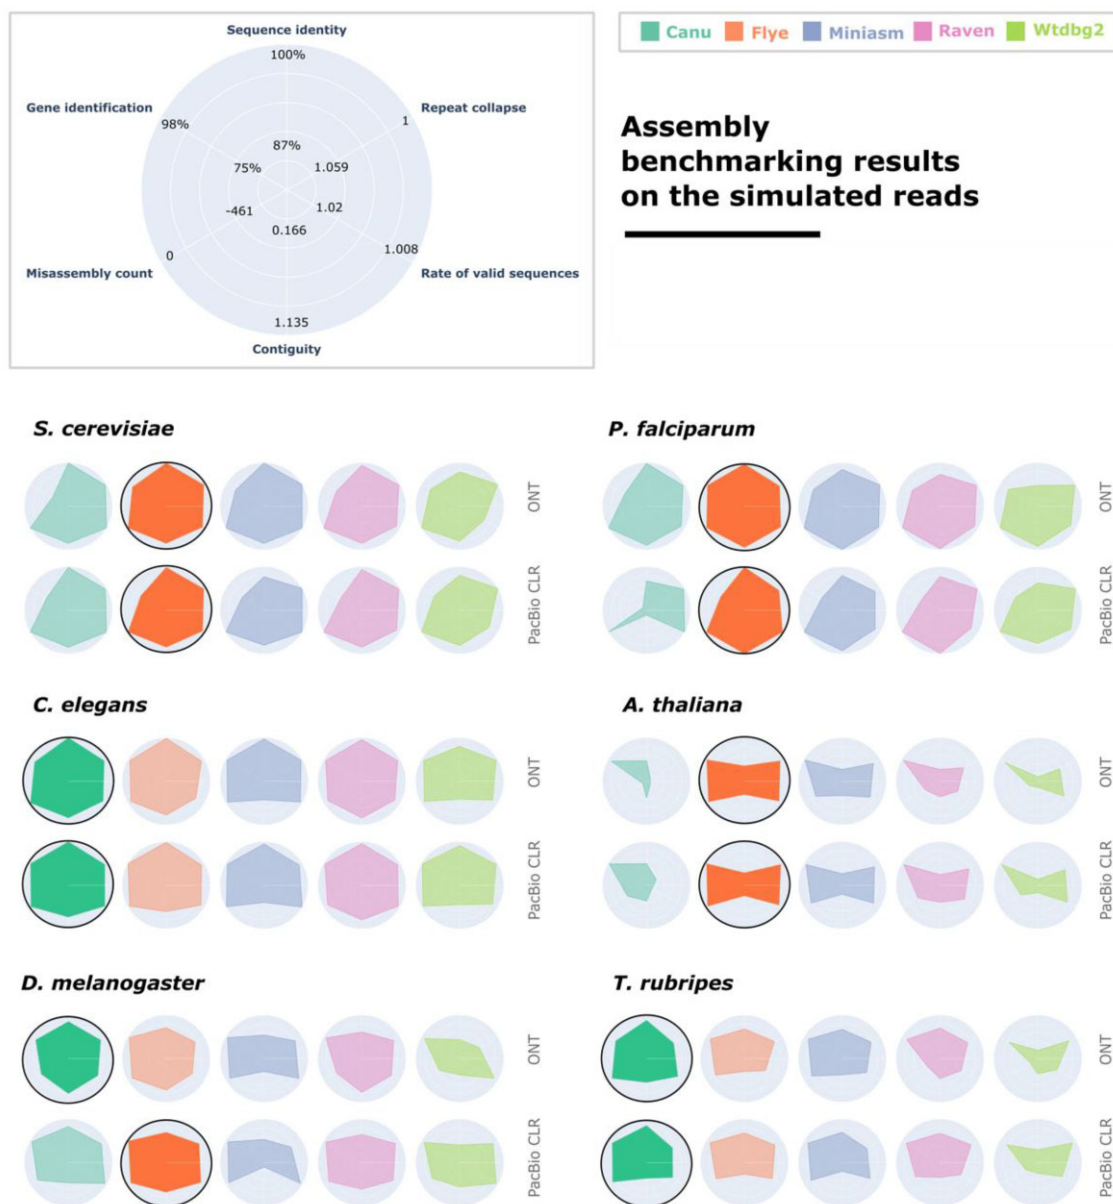 Sequence identity
100%
Gene identification
Repeat collapse
98%
1
87%
75%
1.059
-461
1.02
0.166
1.008
0
Misassembly count
Rate of valid sequences
1.135
Contiguity
Canu Flye Miniasm Raven Wtdbg2
Assembly
benchmarking results
on the simulated reads
S. cerevisiae
ONT
PacBio CLR
P. falciparum
ONT
PacBio CLR
C. elegans
ONT
PacBio CLR
A. thaliana
ONT
PacBio CLR
D. melanogaster
ONT
PacBio CLR
T. rubripes
ONT
PacBio CLR